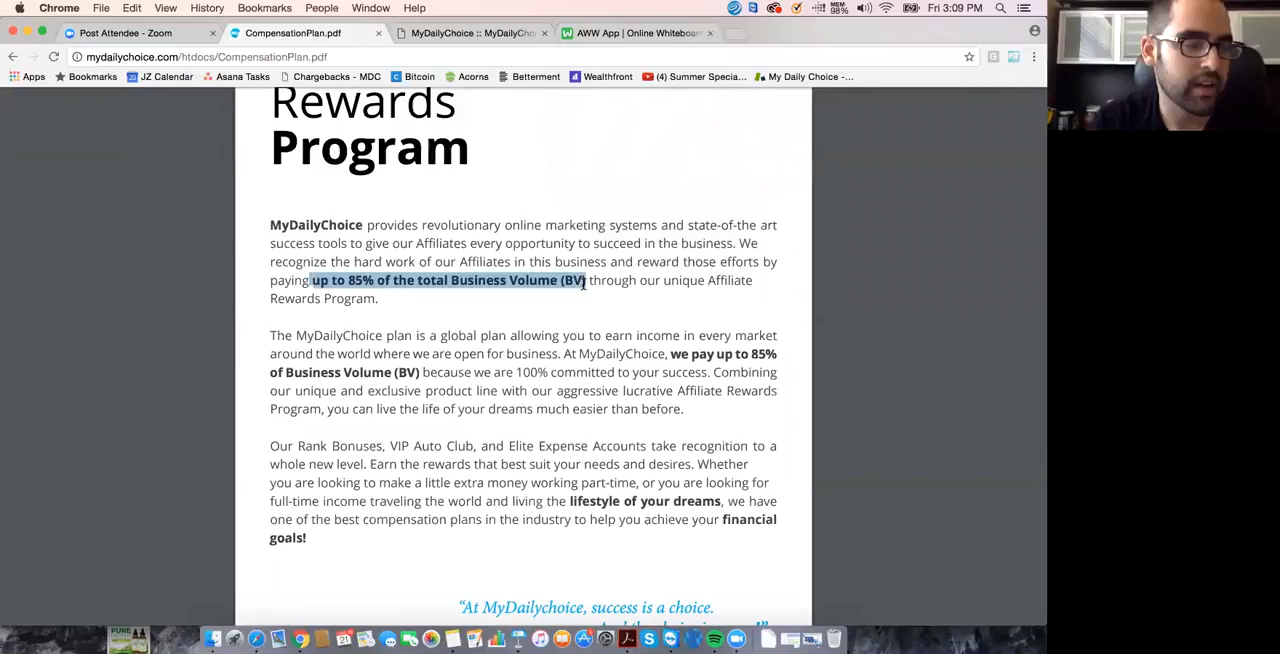 Chrome File Edit View History Bookmarks People Window Help MEM 98% Fri 3:09 PM
Post Attendee - Zoom CompensationPlan.pdf MyDailyChoice :: MyDailyCho AWW App | Online Whiteboar
mydailychoice.com/htdocs/CompensationPlan.pdf
Apps Bookmarks JZ Calendar Asana Tasks Chargebacks - MDC Bitcoin Acorns Betterment Wealthfront (4) Summer Specia... My Daily Choice -...
Rewards
Program
MyDailyChoice provides revolutionary online marketing systems and state-of-the art
success tools to give our Affiliates every opportunity to succeed in the business. We
recognize the hard work of our Affiliates in this business and reward those efforts by
paying up to 85% of the total Business Volume (BV) through our unique Affiliate
Rewards Program.
The MyDailyChoice plan is a global plan allowing you to earn income in every market
around the world where we are open for business. At MyDailyChoice, we pay up to 85%
of Business Volume (BV) because we are 100% committed to your success. Combining
our unique and exclusive product line with our aggressive lucrative Affiliate Rewards
Program, you can live the life of your dreams much easier than before.
Our Rank Bonuses, VIP Auto Club, and Elite Expense Accounts take recognition to a
whole new level. Earn the rewards that best suit your needs and desires. Whether
you are looking to make a little extra money working part-time, or you are looking for
full-time income traveling the world and living the lifestyle of your dreams, we have
one of the best compensation plans in the industry to help you achieve your financial
goals!
“At MyDailychoice, success is a choice.
PURE
21